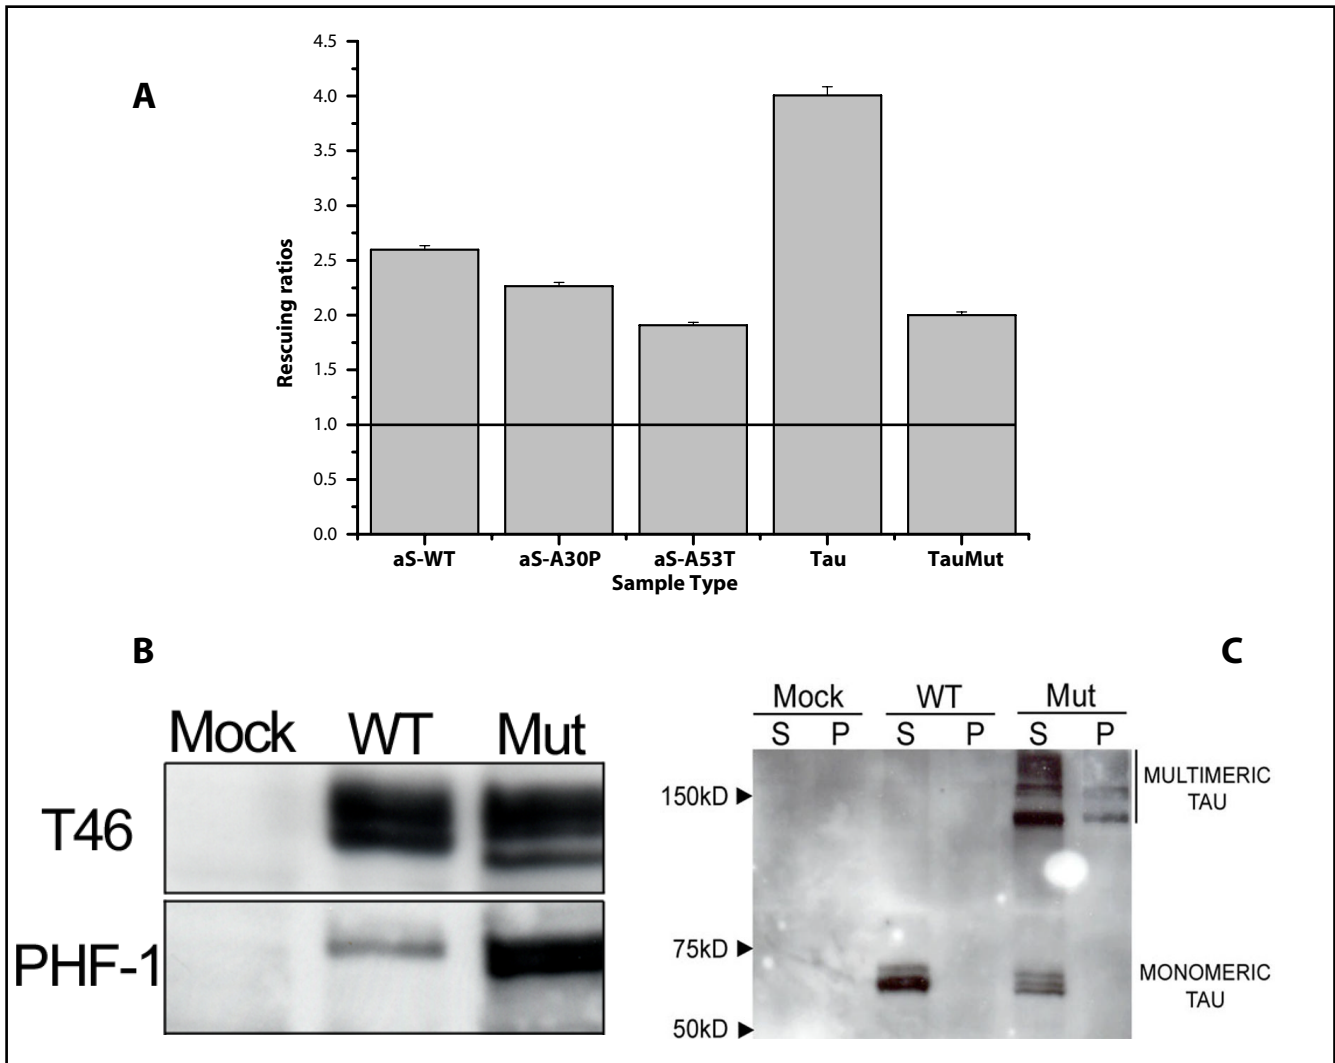 A
4.5
4.0
3.5
3.0
2.5
2.0
1.5
1.0
0.5
0.0
Rescuing ratios
aS-WT aS-A30P aS-A53T Tau TauMut
Sample Type
B
Mock WT Mut
T46
PHF-1
C
Mock WT Mut
S P S P S P
150kD
75kD
50kD
MULTIMERIC
TAU
MONOMERIC
TAU